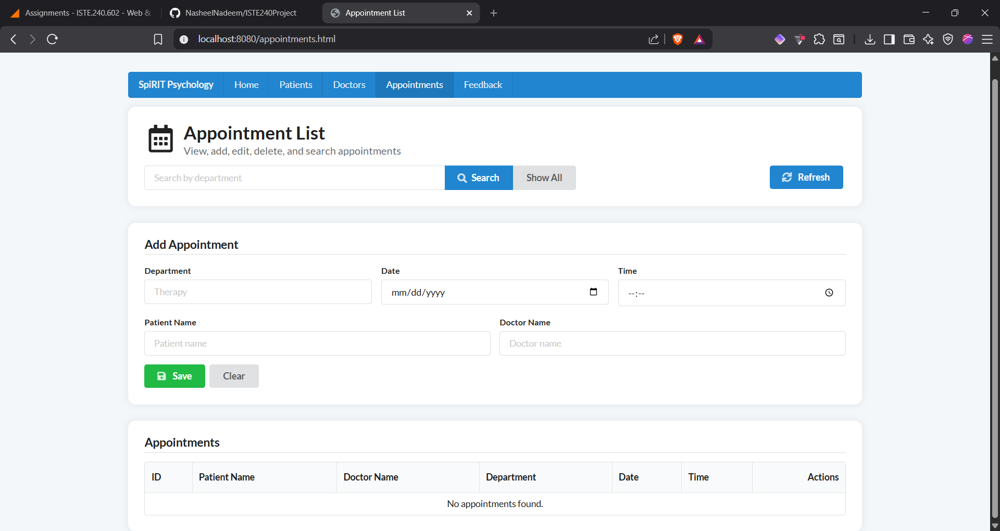 Assignments - ISTE.240.602 - Web &
NasheelNadeem/ISTE240Project
Appointment List
localhost:8080/appointments.html
SpiRIT Psychology
Home
Patients
Doctors
Appointments
Feedback
Appointment List
View, add, edit, delete, and search appointments
Search by department
Search
Show All
Refresh
Add Appointment
Department
Date
Time
Therapy
mm/dd/yyyy
--:--
Patient Name
Doctor Name
Patient name
Doctor name
Save
Clear
Appointments
ID
Patient Name
Doctor Name
Department
Date
Time
Actions
No appointments found.